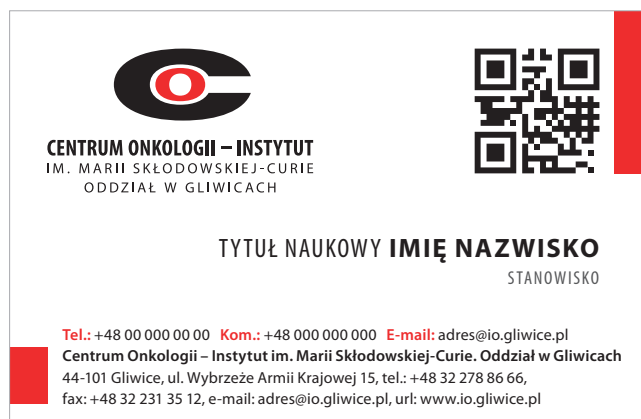 CENTRUM ONKOLOGII – INSTYTUT
IM. MARII SKŁODOWSKIEJ-CURIE
ODDZIAŁ W GLIWICACH
TYTUŁ NAUKOWY IMIĘ NAZWISKO
STANOWISKO
Tel.: +48 00 000 00 00 Kom.: +48 000 000 000 E-mail: adres@io.gliwice.pl
Centrum Onkologii – Instytut im. Marii Skłodowskiej-Curie. Oddział w Gliwicach
44-101 Gliwice, ul. Wybrzeże Armii Krajowej 15, tel.: +48 32 278 86 66,
fax: +48 32 231 35 12, e-mail: adres@io.gliwice.pl, url: www.io.gliwice.pl